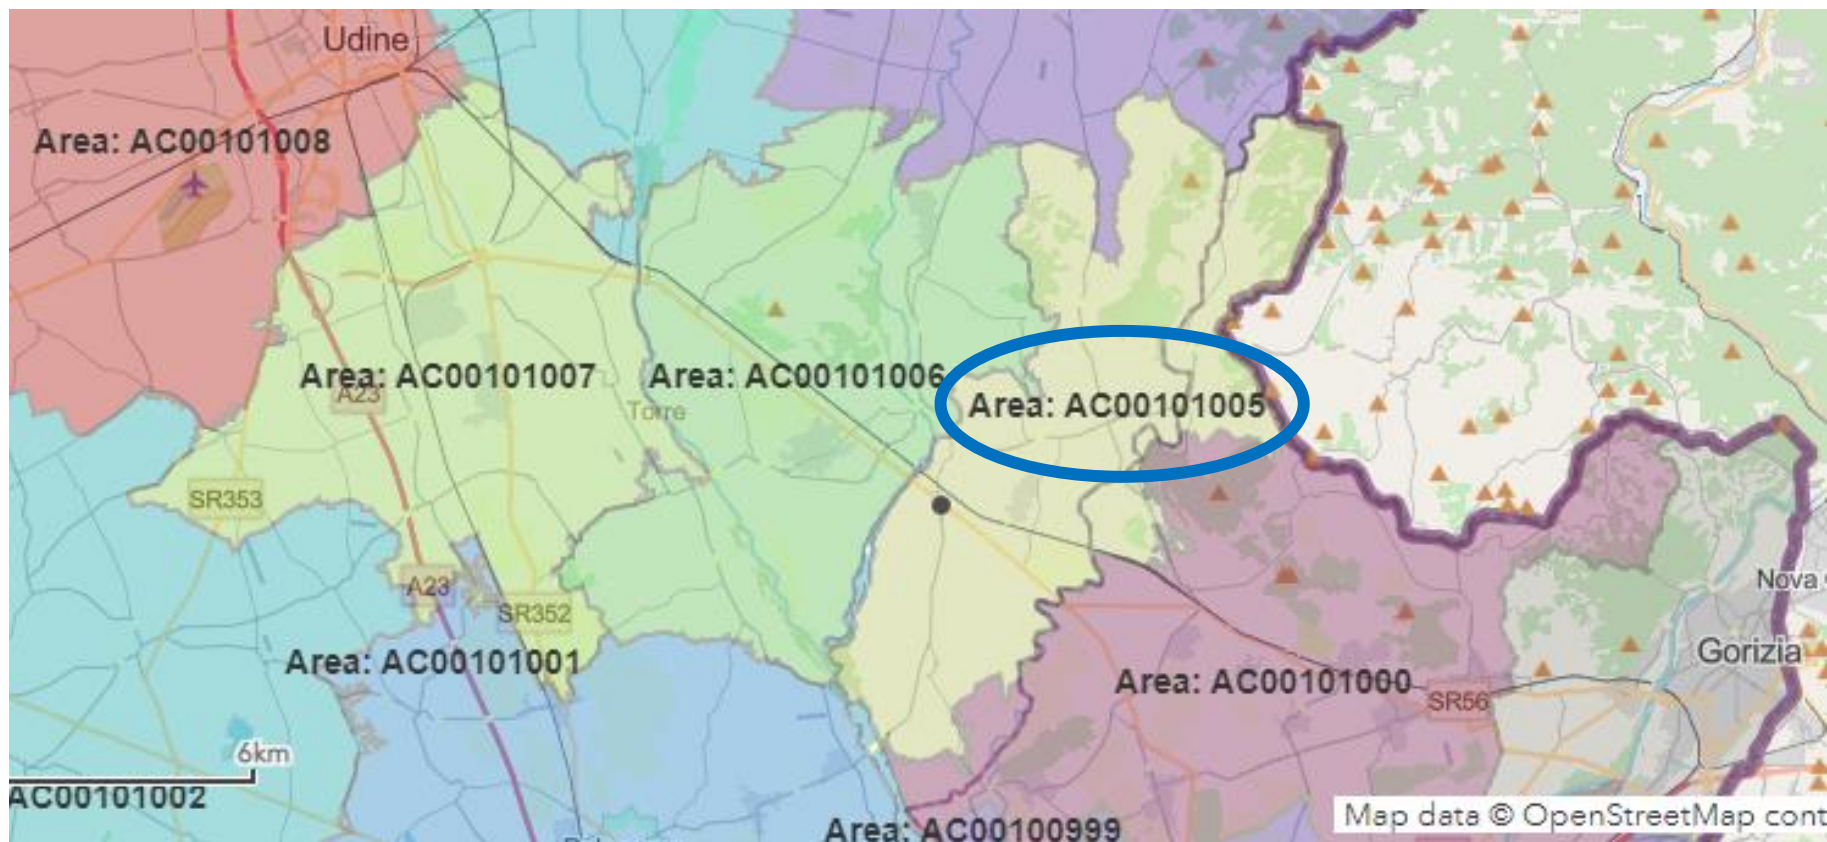 Udine
Area: AC00101008
Area: AC00101007
A23
Area: AC00101006
Torre
Area: AC00101005
SR353
A23
SR352
Nova
Area: AC00101001
Gorizia
Area: AC00101000
SR56
6km
AC00101002
Area: AC00100999
Map data © OpenStreetMap cont